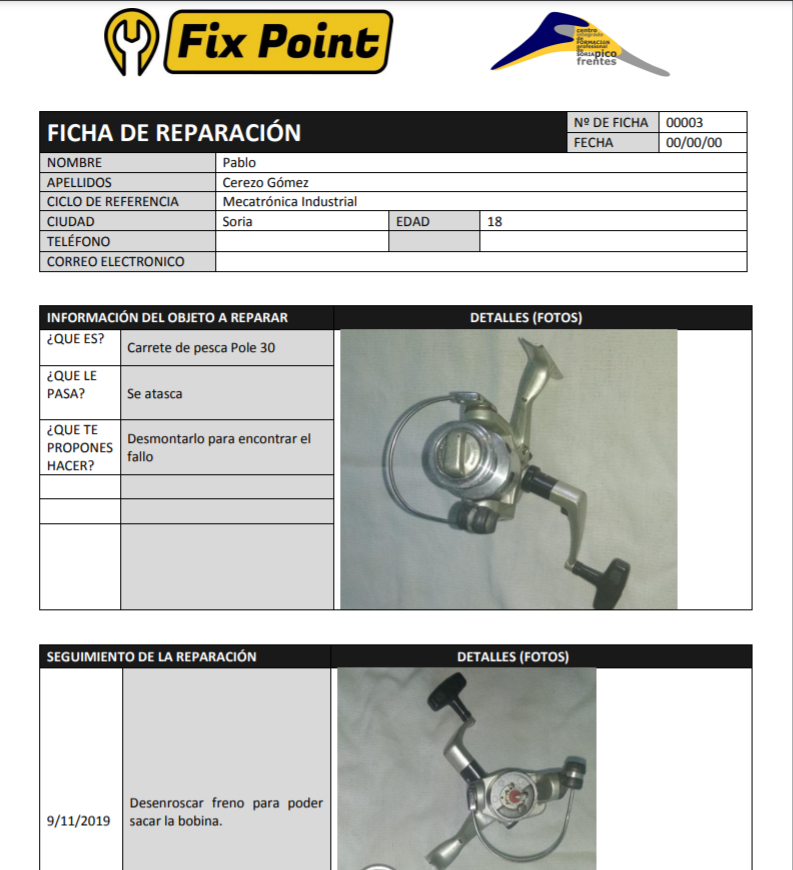 Fix Point
centro
integrado
de
FORMACIÓN
profesional
de
SORIA pico
frentes
FICHA DE REPARACIÓN
Nº DE FICHA 00003
FECHA 00/00/00
NOMBRE Pablo
APELLIDOS Cerezo Gómez
CICLO DE REFERENCIA Mecatrónica Industrial
CIUDAD Soria EDAD 18
TELÉFONO
CORREO ELECTRONICO
INFORMACIÓN DEL OBJETO A REPARAR DETALLES (FOTOS)
¿QUE ES?
Carrete de pesca Pole 30
¿QUE LE
PASA?
Se atasca
¿QUE TE
PROPONES
HACER?
Desmontarlo para encontrar el
fallo
SEGUIMIENTO DE LA REPARACIÓN DETALLES (FOTOS)
9/11/2019
Desenroscar freno para poder
sacar la bobina.